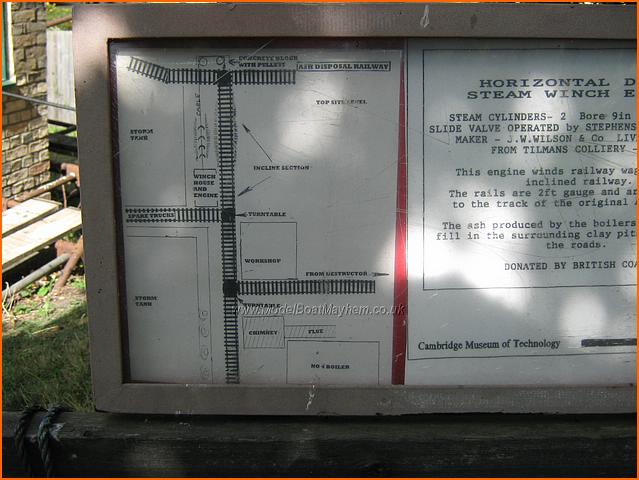 CONCRETE BLOCK
WITH PULLEYS
ASH DISPOSAL RAILWAY
TOP SITE LEVEL
CABLE
STORM
TANK
INCLINE SECTION
WINCH
HOUSE
AND
ENGINE
SPARE TRUCKS
TURNTABLE
WORKSHOP
FROM DESTRUCTOR
STORM
TANK
TURNTABLE
www.ModelBoatMayhem.co.uk
CHIMNEY
FLUE
NO 4 BOILER
HORIZONTAL D
STEAM WINCH E
STEAM CYLINDERS- 2 Bore 9in
SLIDE VALVE OPERATED by STEPHENS
MAKER - J.W.WILSON & Co LIV
FROM TILMANS COLLIERY -
This engine winds railway wag
inclined railway.
The rails are 2ft gauge and ar
to the track of the original A
The ash produced by the boilers
fill in the surrounding clay pit
the roads.
DONATED BY BRITISH COA
Cambridge Museum of Technology